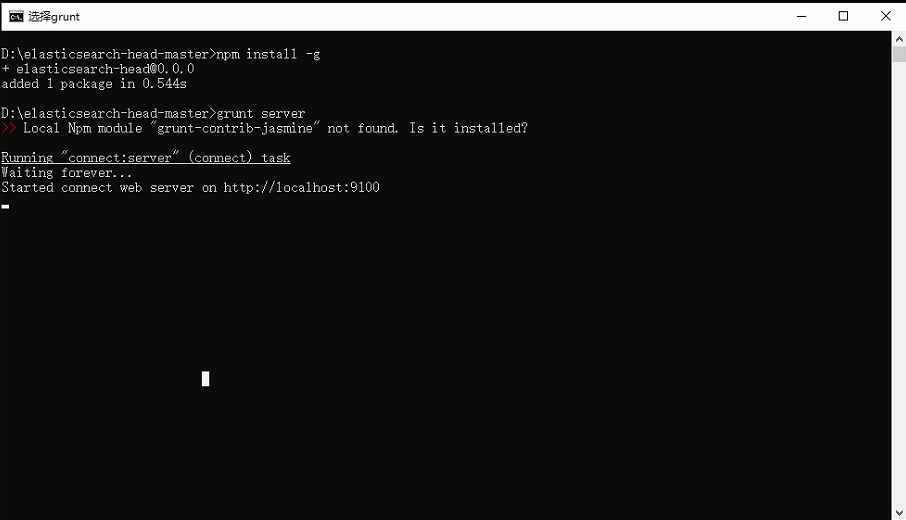 选择grunt
D:\elasticsearch-head-master>npm install -g
+ elasticsearch-head@0.0.0
added 1 package in 0.544s
D:\elasticsearch-head-master>grunt server
>> Local Npm module "grunt-contrib-jasmine" not found. Is it installed?
Running "connect:server" (connect) task
Waiting forever...
Started connect web server on http://localhost:9100